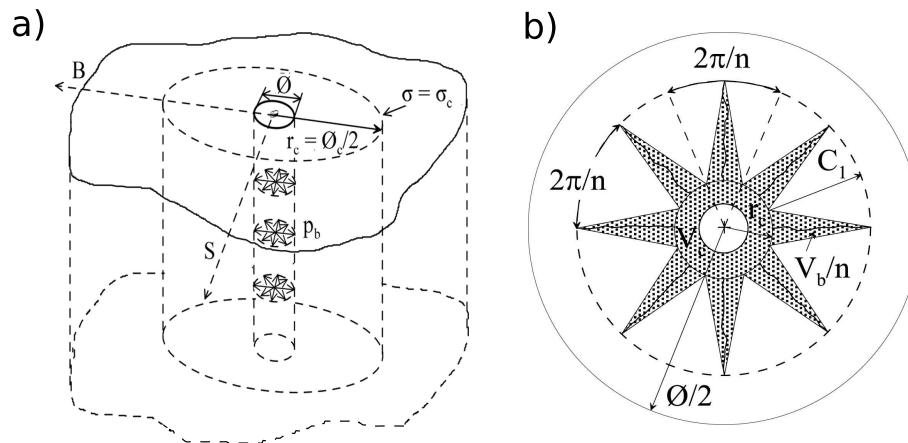 a)
B
Ø
σ = σc
rc = Øc/2
S
pb
b)
2π/n
2π/n
C1
r
V
Vb/n
Ø/2